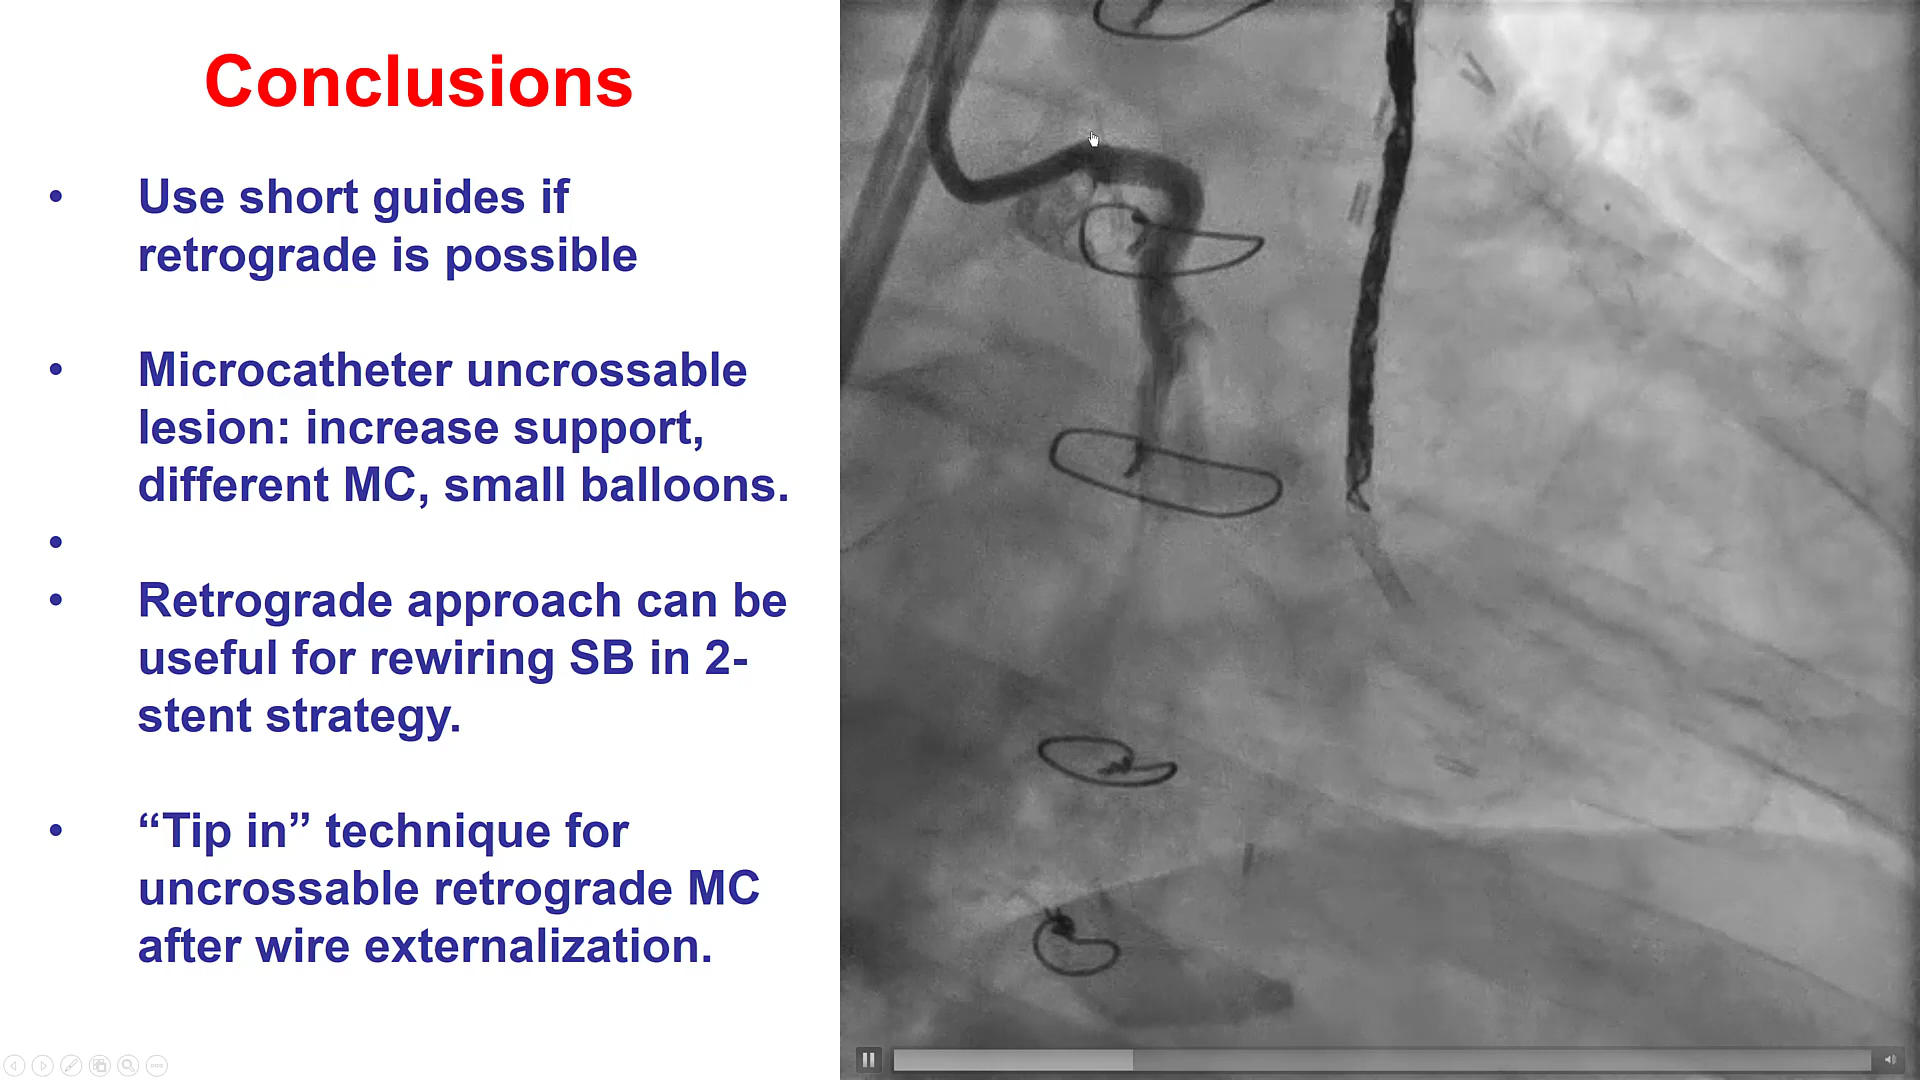 Conclusions
• Use short guides if
retrograde is possible
• Microcatheter uncrossable
lesion: increase support,
different MC, small balloons.
•
• Retrograde approach can be
useful for rewiring SB in 2-
stent strategy.
• “Tip in” technique for
uncrossable retrograde MC
after wire externalization.